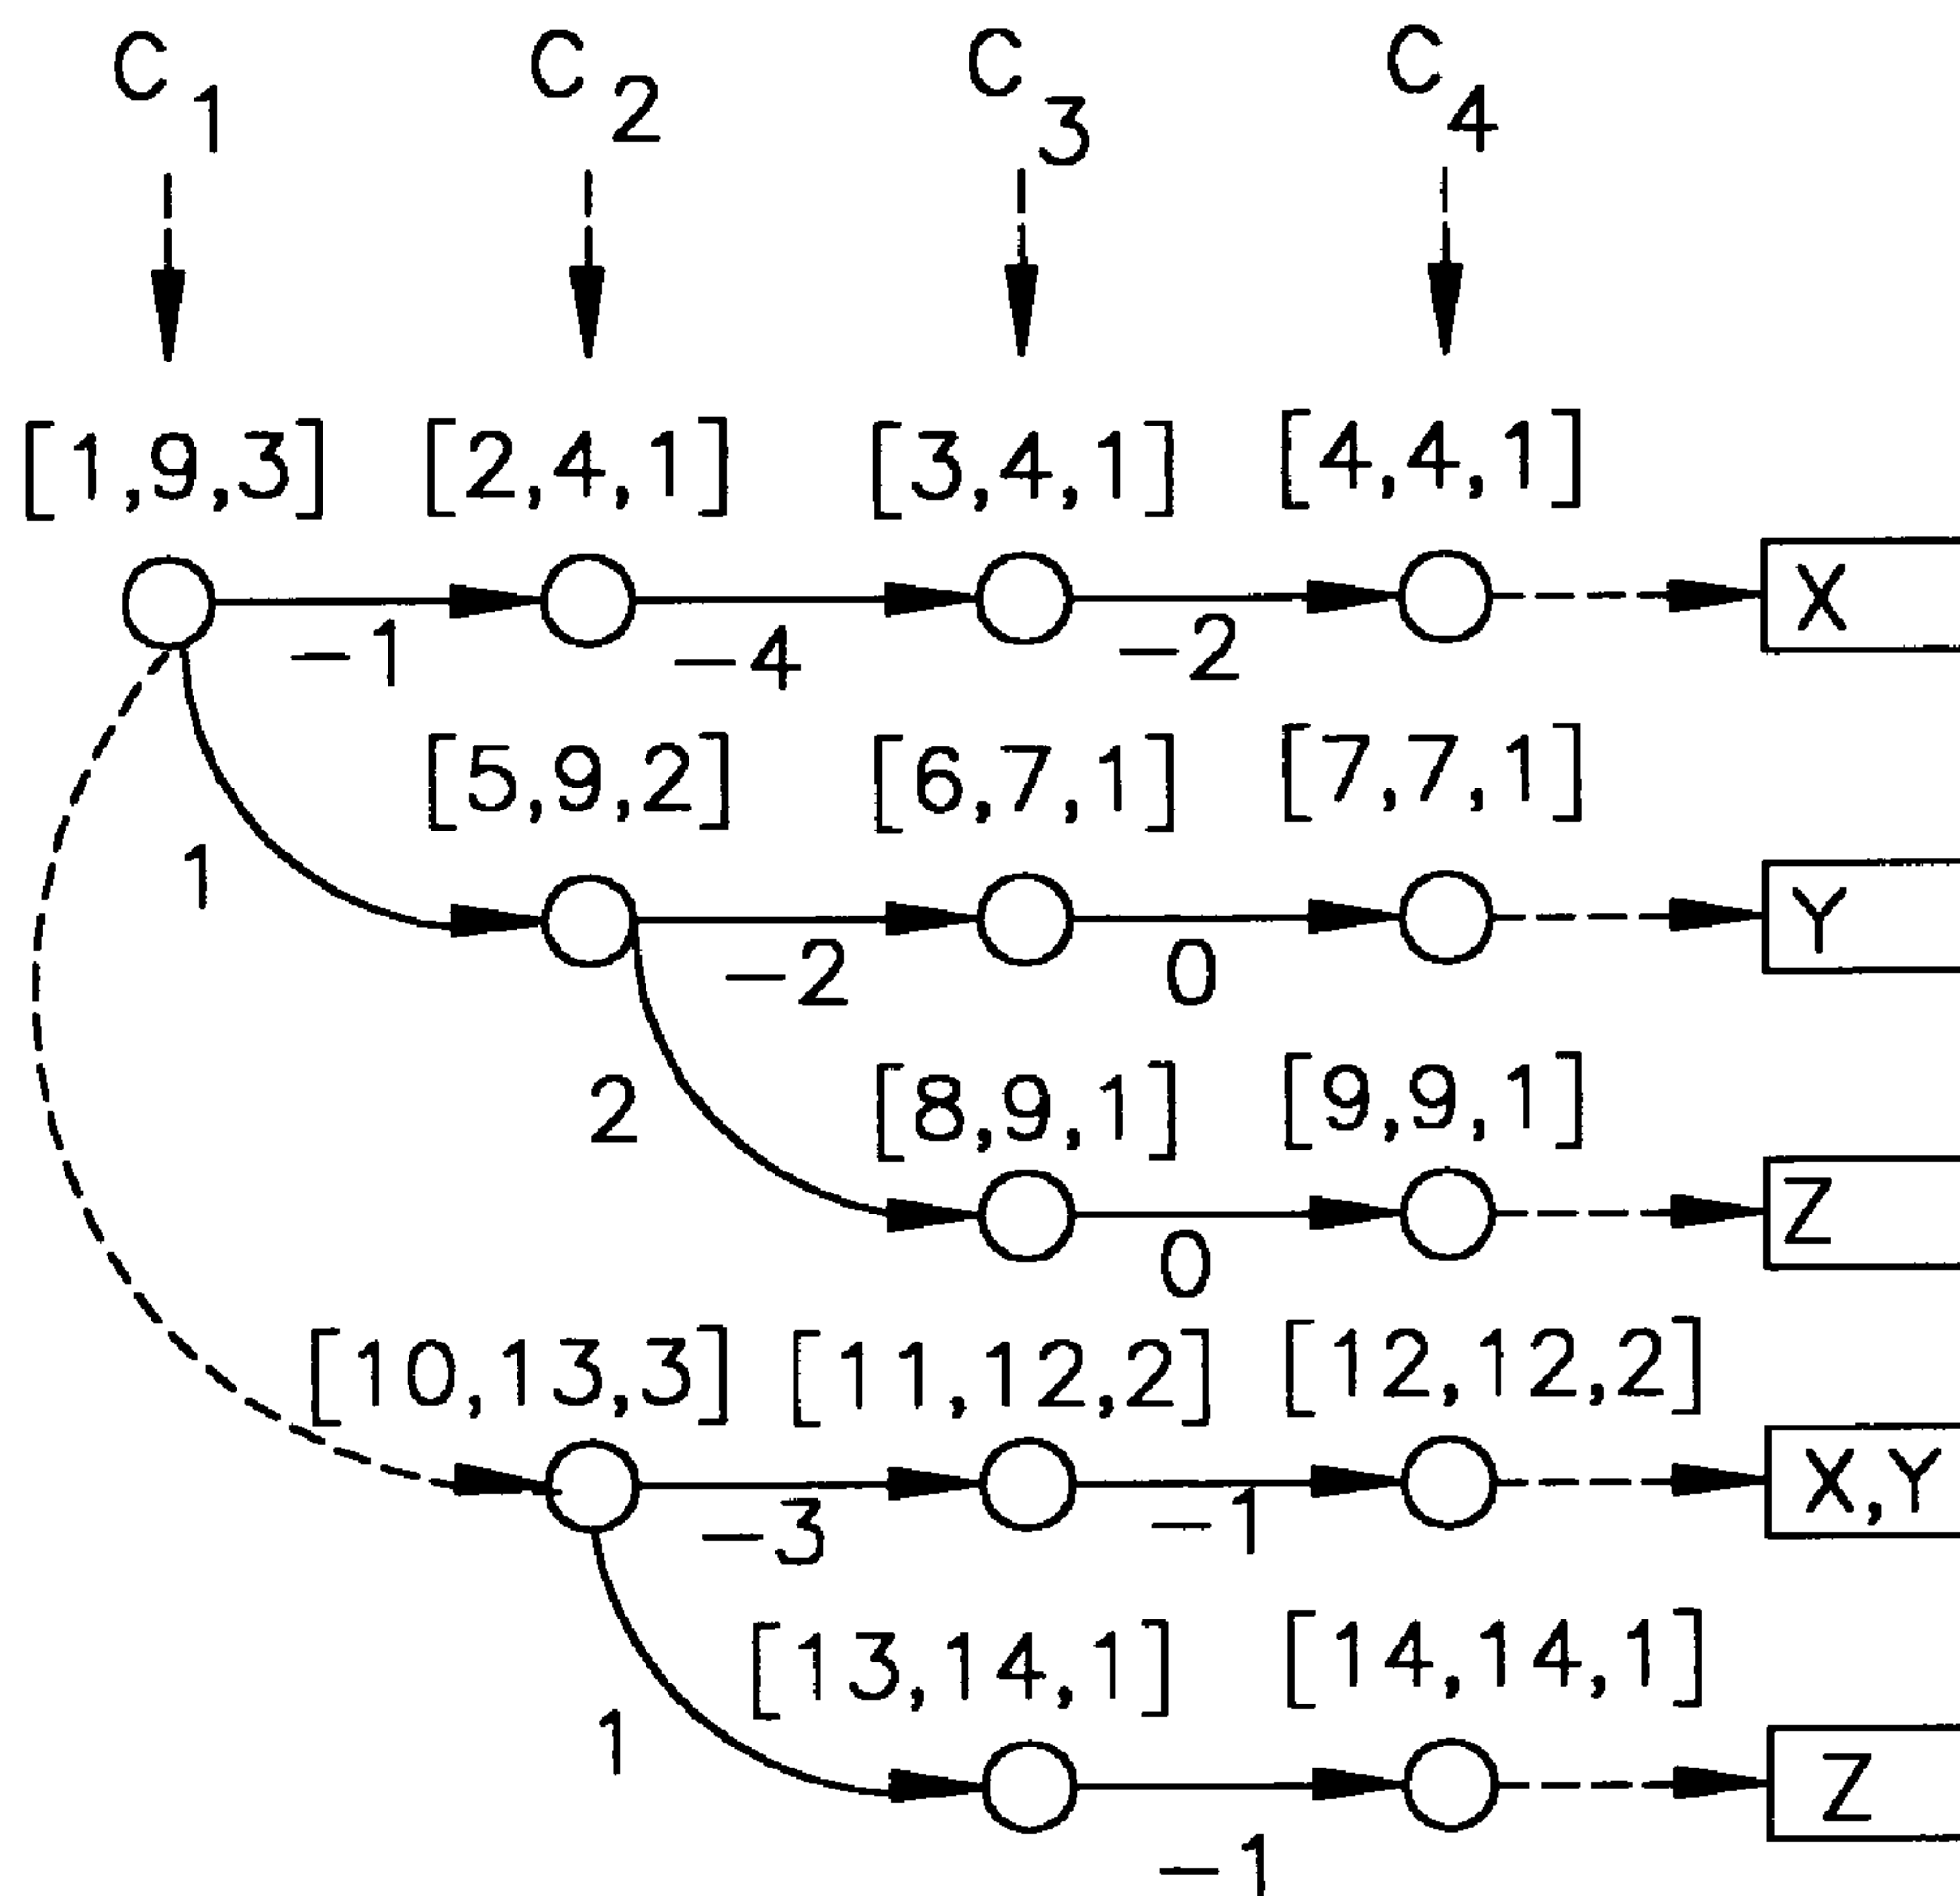 C1 C2 C3 C4
[1,9,3] [2,4,1] [3,4,1] [4,4,1]
X
-1 -4 -2
[5,9,2] [6,7,1] [7,7,1]
1
Y
-2 0
2 [8,9,1] [9,9,1]
Z
0
[10,13,3] [11,12,2] [12,12,2]
X,Y
-3 -1
[13,14,1] [14,14,1]
1
Z
-1